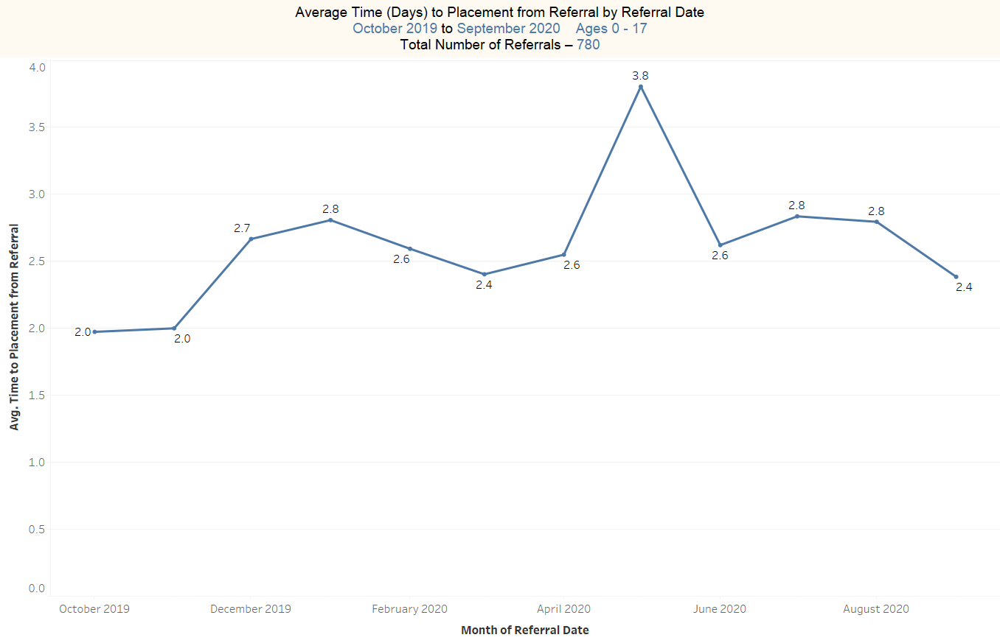 Average Time (Days) to Placement from Referral by Referral Date
October 2019 to September 2020 Ages 0 - 17
Total Number of Referrals – 780
4.0
3.5
3.0
2.5
2.0
1.5
1.0
0.5
0.0
Avg. Time to Placement from Referral
2.0
2.0
2.7
2.8
2.6
2.4
2.6
3.8
2.6
2.8
2.8
2.4
October 2019
December 2019
February 2020
April 2020
June 2020
August 2020
Month of Referral Date